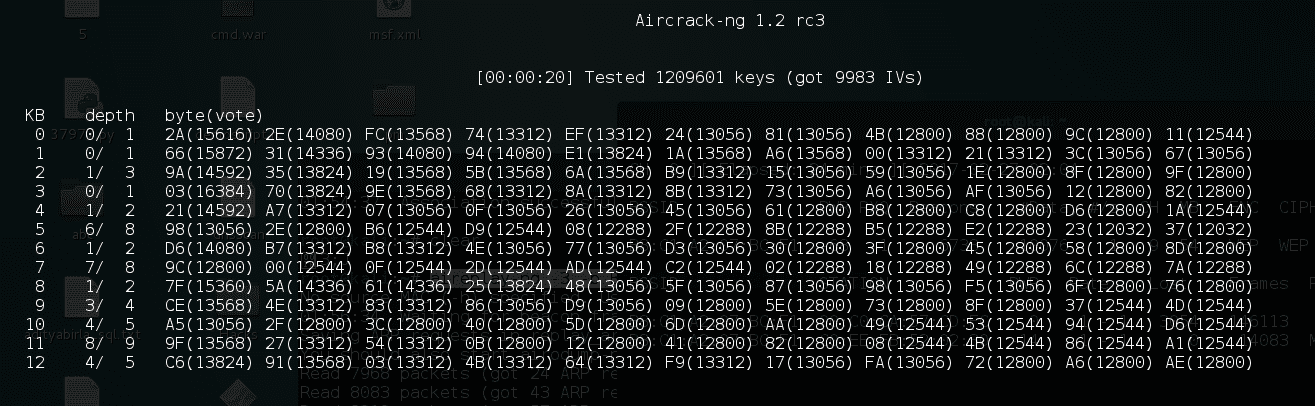 5
cmd.war
msf.xml
Aircrack-ng 1.2 rc3
[00:00:20] Tested 1209601 keys (got 9983 IVs)
KB depth byte(vote)
0 0/ 1 2A(15616) 2E(14080) FC(13568) 74(13312) EF(13312) 24(13056) 81(13056) 4B(12800) 88(12800) 9C(12800) 11(12544)
1 0/ 1 66(15872) 31(14336) 93(14080) 94(14080) E1(13824) 1A(13568) A6(13568) 00(13312) 21(13312) 3C(13056) 67(13056)
2 1/ 3 9A(14592) 35(13824) 19(13568) 5B(13568) 6A(13568) B9(13312) 15(13056) 59(13056) 1E(12800) 8F(12800) 9F(12800)
3 0/ 1 03(16384) 70(13824) 9E(13568) 68(13312) 8A(13312) 8B(13312) 73(13056) A6(13056) AF(13056) 12(12800) 82(12800)
4 1/ 2 21(14592) A7(13312) 07(13056) 0F(13056) 26(13056) 45(13056) 61(12800) B8(12800) C8(12800) D6(12800) 1A(12544)
5 6/ 8 98(13056) 2E(12800) B6(12544) D9(12544) 08(12288) 2F(12288) 8B(12288) B5(12288) E2(12288) 23(12032) 37(12032)
6 1/ 2 D6(14080) B7(13312) B8(13312) 4E(13056) 77(13056) D3(13056) 30(12800) 3F(12800) 45(12800) 58(12800) 8D(12800)
7 7/ 8 9C(12800) 00(12544) 0F(12544) 2D(12544) AD(12544) C2(12544) 02(12288) 18(12288) 49(12288) 6C(12288) 7A(12288)
8 1/ 2 7F(15360) 5A(14336) 61(14336) 25(13824) 48(13056) 5F(13056) 87(13056) 98(13056) F5(13056) 6F(12800) 76(12800)
9 3/ 4 CE(13568) 4E(13312) 83(13312) 86(13056) D9(13056) 09(12800) 5E(12800) 73(12800) 8F(12800) 37(12544) 4D(12544)
10 4/ 5 A5(13056) 2F(12800) 3C(12800) 40(12800) 5D(12800) 6D(12800) AA(12800) 49(12544) 53(12544) 94(12544) D6(12544)
11 8/ 9 9F(13568) 27(13312) 54(13312) 0B(12800) 12(12800) 41(12800) 82(12800) 08(12544) 4B(12544) 86(12544) A1(12544)
12 4/ 5 C6(13824) 91(13568) 03(13312) 4B(13312) 64(13312) F9(13312) 17(13056) FA(13056) 72(12800) A6(12800) AE(12800)
Read 7968 packets (got 24 ARP re
Read 8083 packets (got 43 ARP re